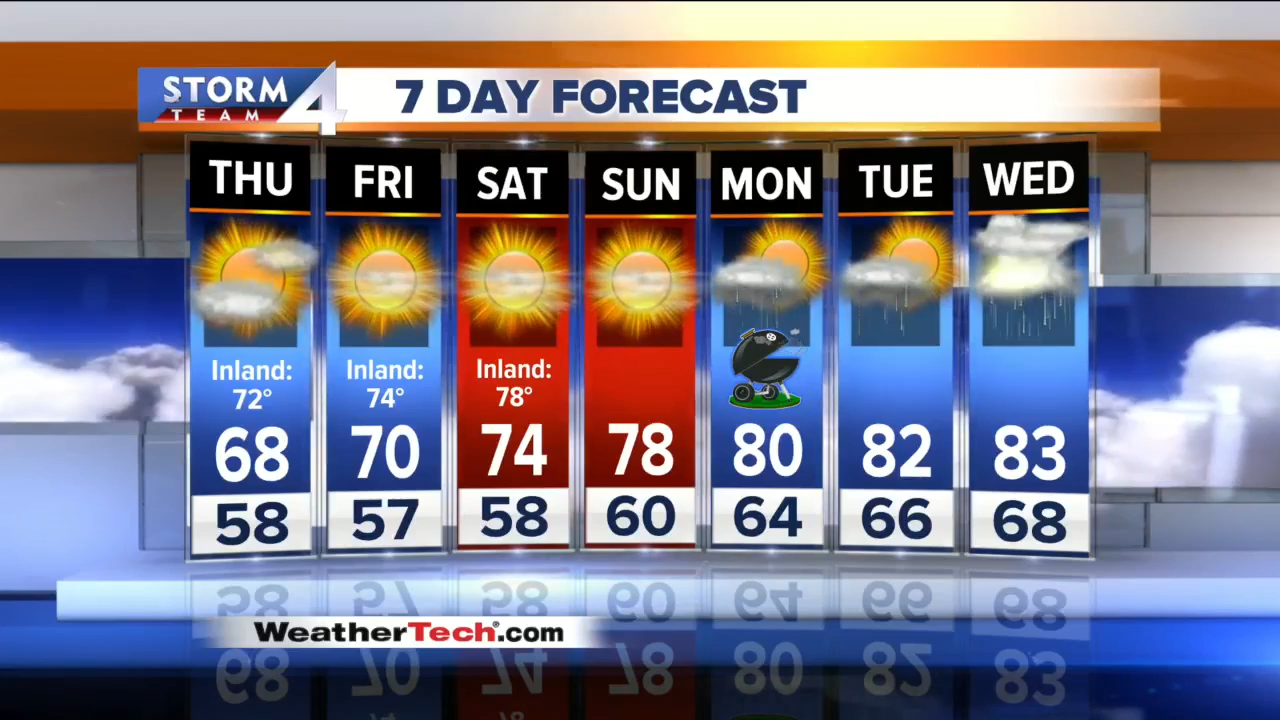 STORM
TEAM 4
7 DAY FORECAST
THU FRI SAT SUN MON TUE WED
Inland: Inland: Inland:
72° 74° 78°
68 70 74 78 80 82 83
58 57 58 60 64 66 68
WeatherTech®.com